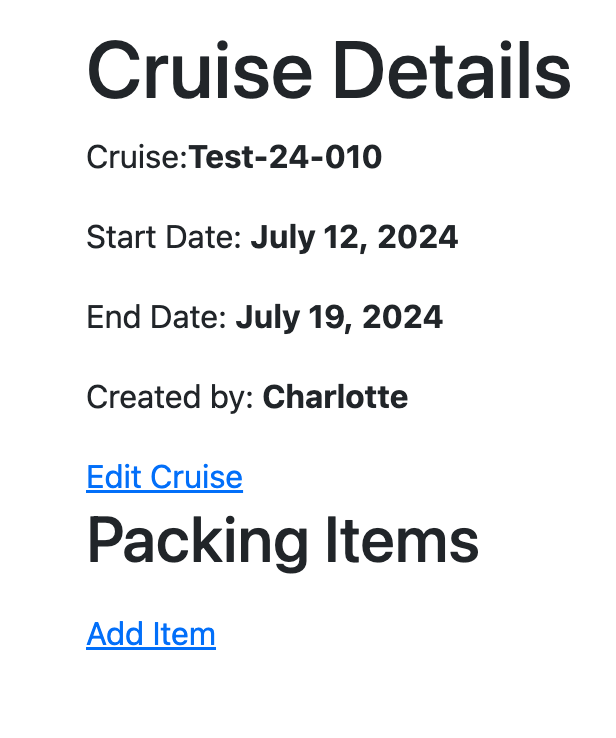 Cruise Details
Cruise:Test-24-010
Start Date: July 12, 2024
End Date: July 19, 2024
Created by: Charlotte
Edit Cruise
Packing Items
Add Item